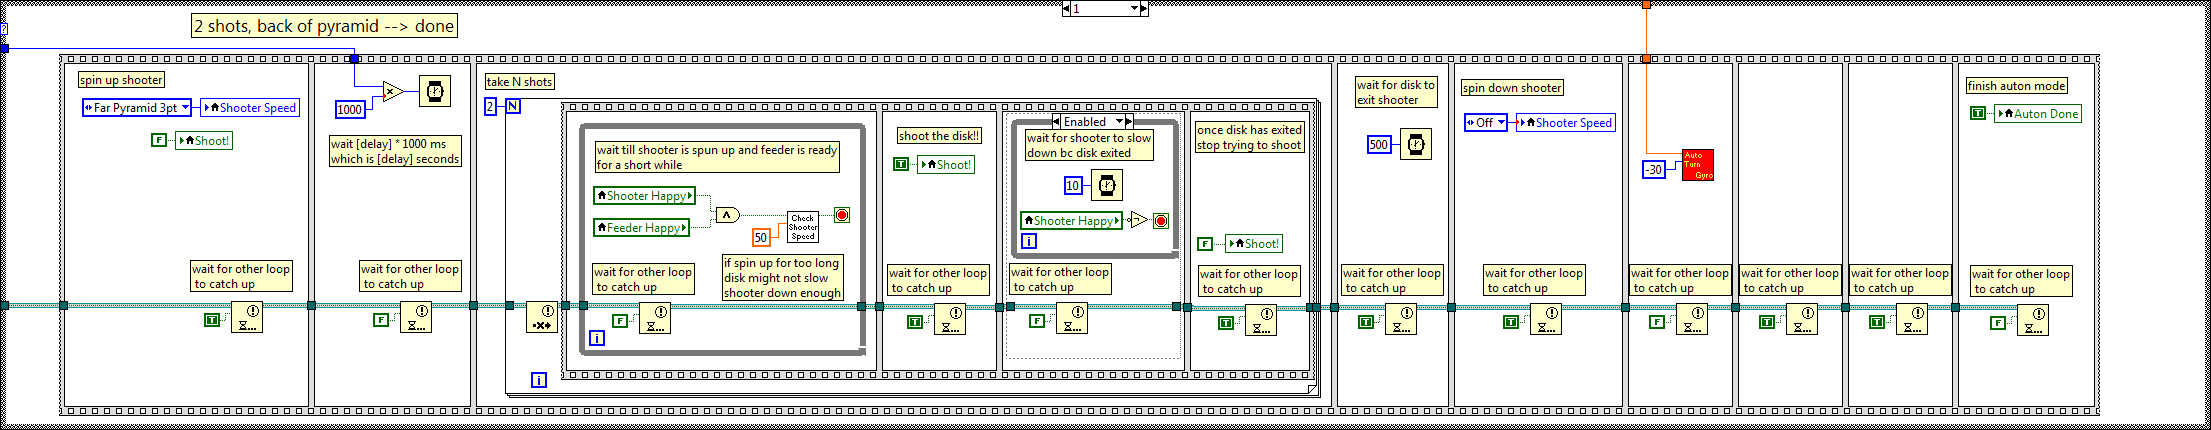 1
2 shots, back of pyramid --> done
?
spin up shooter
Far Pyramid 3pt
Shooter Speed
F
Shoot!
wait for other loop
to catch up
T
x
1000
wait [delay] * 1000 ms
which is [delay] seconds
wait for other loop
to catch up
F
take N shots
2
N
i
wait till shooter is spun up and feeder is ready
for a short while
Shooter Happy
Feeder Happy
50
Check
Shooter
Speed
if spin up for too long
disk might not slow
shooter down enough
wait for other loop
to catch up
F
i
shoot the disk!!
T
Shoot!
wait for other loop
to catch up
T
Enabled
wait for shooter to slow
down bc disk exited
10
Shooter Happy
i
wait for other loop
to catch up
F
once disk has exited
stop trying to shoot
F
Shoot!
wait for other loop
to catch up
T
wait for disk to
exit shooter
500
wait for other loop
to catch up
T
spin down shooter
Off
Shooter Speed
wait for other loop
to catch up
T
-30
Auto
Turn
Gyro
wait for other loop
to catch up
F
wait for other loop
to catch up
T
wait for other loop
to catch up
T
finish auton mode
T
Auton Done
wait for other loop
to catch up
F